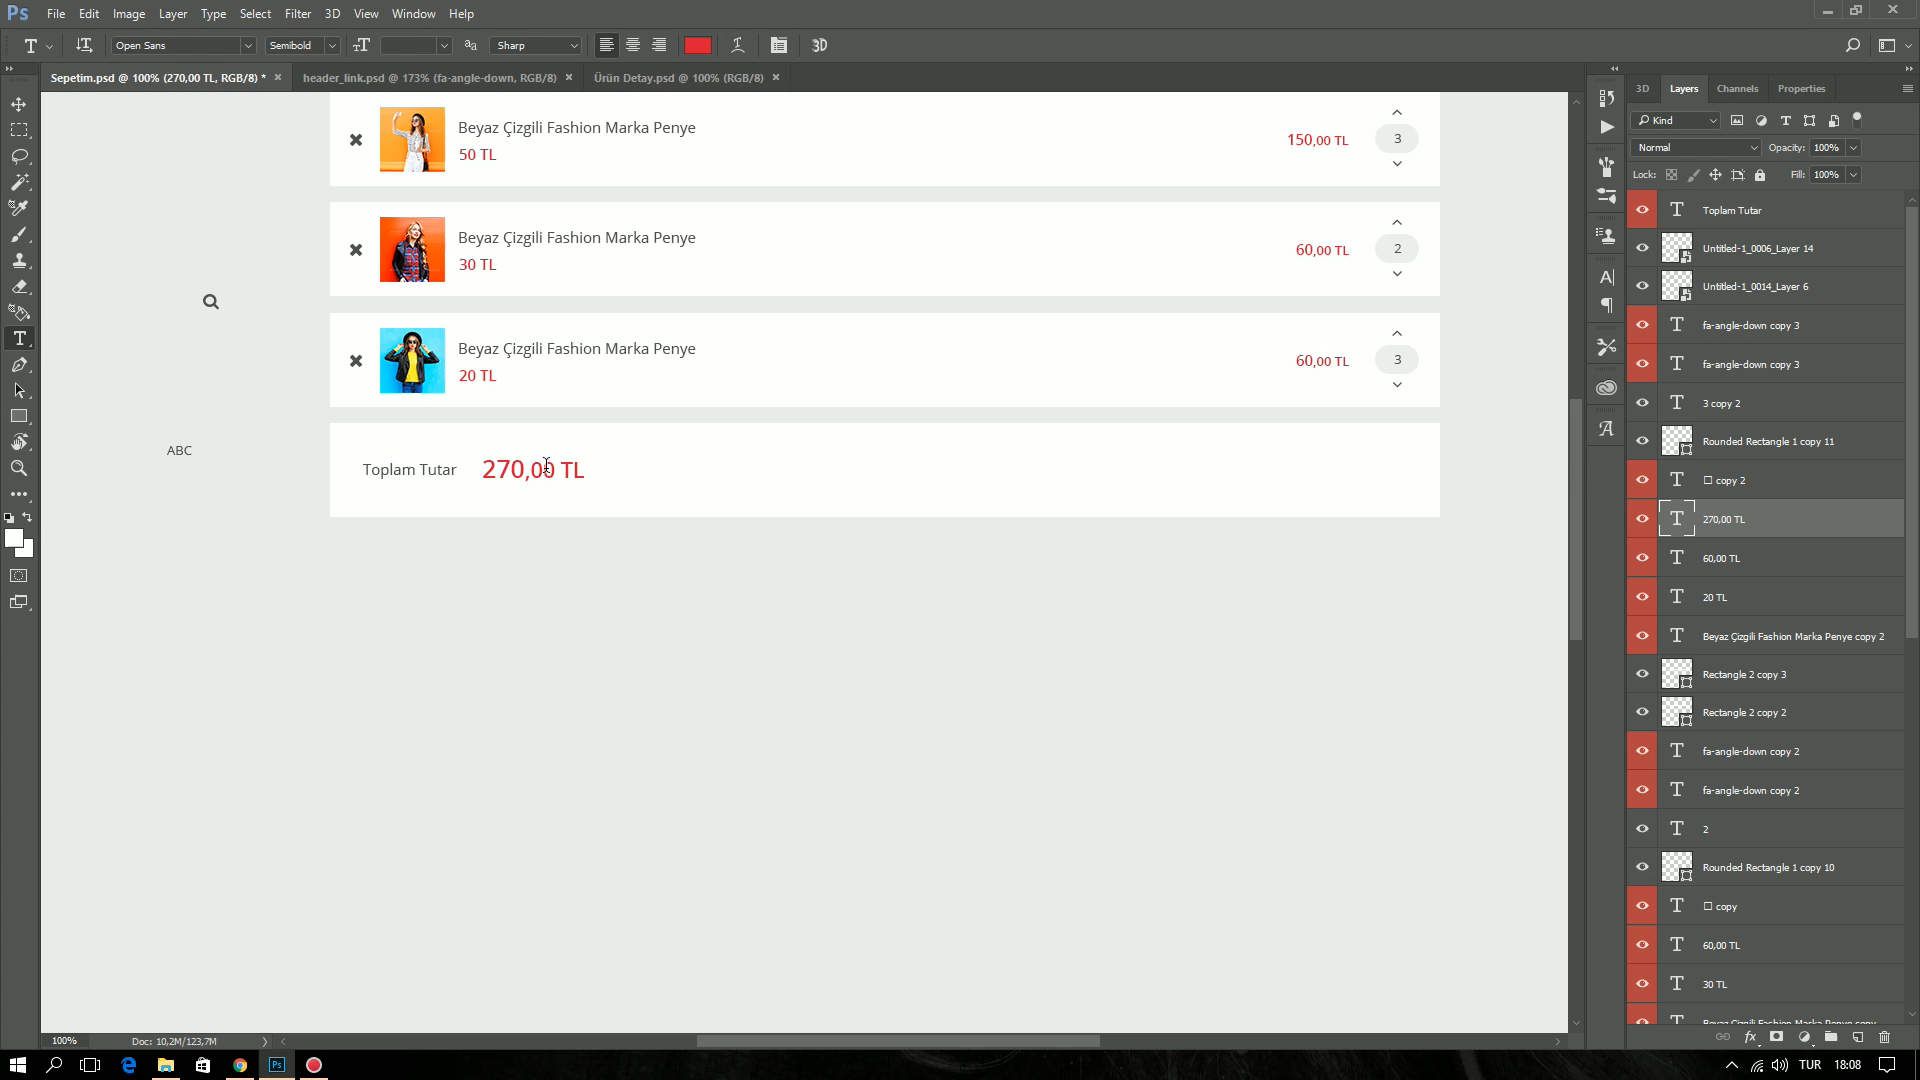 Ps File Edit Image Layer Type Select Filter 3D View Window Help
T Open Sans Semibold Sharp 3D
Sepetim.psd @ 100% (270,00 TL, RGB/8) * × header_link.psd @ 173% (fa-angle-down, RGB/8) × Ürün Detay.psd @ 100% (RGB/8) ×
3D Layers Channels Properties
Kind
Normal Opacity: 100%
Lock: Fill: 100%
Beyaz Çizgili Fashion Marka Penye
50 TL
150,00 TL
3
Beyaz Çizgili Fashion Marka Penye
30 TL
60,00 TL
2
Beyaz Çizgili Fashion Marka Penye
20 TL
60,00 TL
3
ABC
Toplam Tutar 270,00 TL
Toplam Tutar
Untitled-1_0006_Layer 14
Untitled-1_0014_Layer 6
fa-angle-down copy 3
fa-angle-down copy 3
3 copy 2
Rounded Rectangle 1 copy 11
☐ copy 2
270,00 TL
60,00 TL
20 TL
Beyaz Çizgili Fashion Marka Penye copy 2
Rectangle 2 copy 3
Rectangle 2 copy 2
fa-angle-down copy 2
fa-angle-down copy 2
2
Rounded Rectangle 1 copy 10
☐ copy
60,00 TL
30 TL
Beyaz Çizgili Fashion Marka Penye copy
100% Doc: 10,2M/123,7M
TUR 18:08